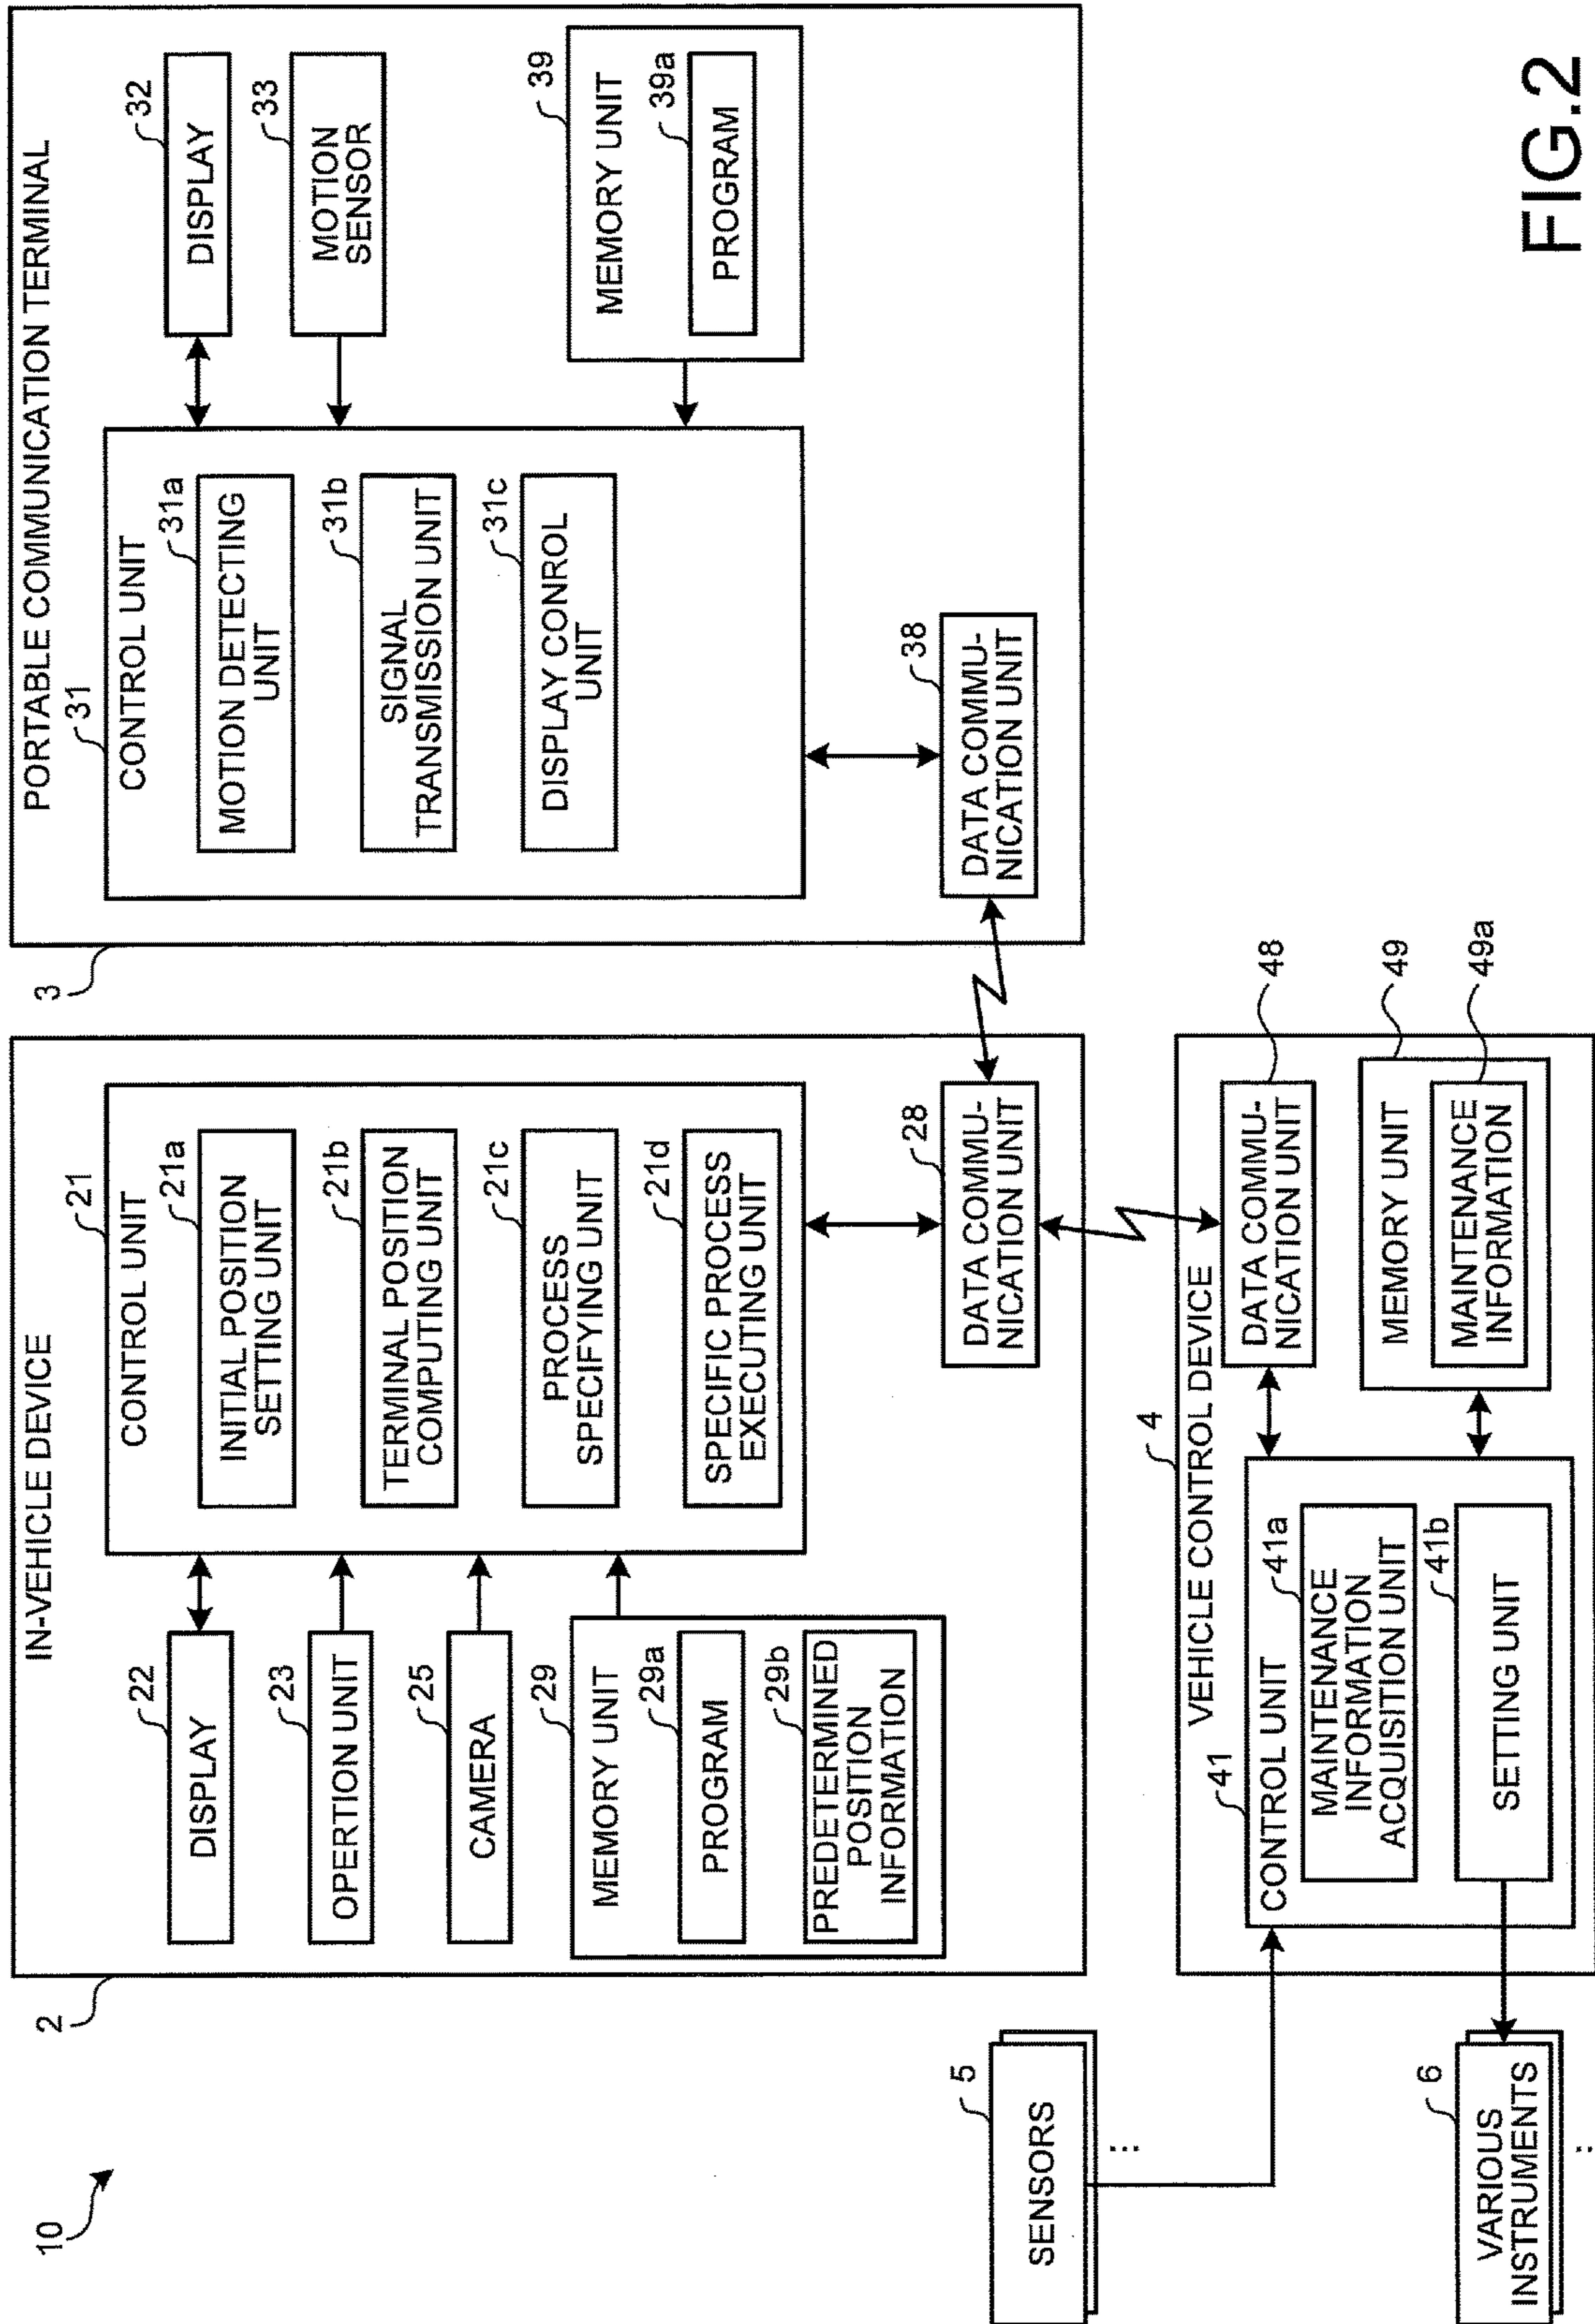 10
2
IN-VEHICLE DEVICE
22
DISPLAY
23
OPERTION UNIT
25
CAMERA
29
MEMORY UNIT
29a
PROGRAM
29b
PREDETERMINED
POSITION
INFORMATION
21
CONTROL UNIT
21a
INITIAL POSITION
SETTING UNIT
21b
TERMINAL POSITION
COMPUTING UNIT
21c
PROCESS
SPECIFYING UNIT
21d
SPECIFIC PROCESS
EXECUTING UNIT
28
DATA COMMU-
NICATION UNIT
3
PORTABLE COMMUNICATION TERMINAL
31
CONTROL UNIT
31a
MOTION DETECTING
UNIT
31b
SIGNAL
TRANSMISSION UNIT
31c
DISPLAY CONROL
UNIT
32
DISPLAY
33
MOTION
SENSOR
39
MEMORY UNIT
39a
PROGRAM
38
DATA COMMU-
NICATION UNIT
5
SENSORS
...
6
VARIOUS
INSTRUMENTS
...
4
VEHICLE CONTROL DEVICE
41
CONTROL UNIT
41a
MAINTENANCE
INFORMATION
ACQUISITION UNIT
41b
SETTING UNIT
DATA COMMU-
NICATION UNIT
48
MEMORY UNIT
49
MAINTENANCE
INFORMATION
49a
FIG.2